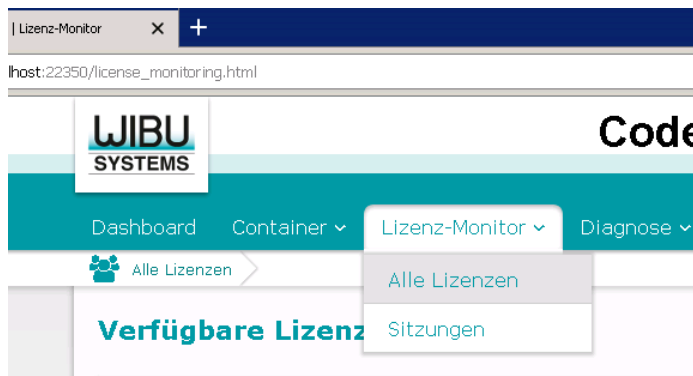 | Lizenz-Monitor
lhost:22350/license_monitoring.html
WIBU
SYSTEMS
Code
Dashboard Container Lizenz-Monitor Diagnose
Alle Lizenzen
Alle Lizenzen
Verfügbare Lizenz
Sitzungen